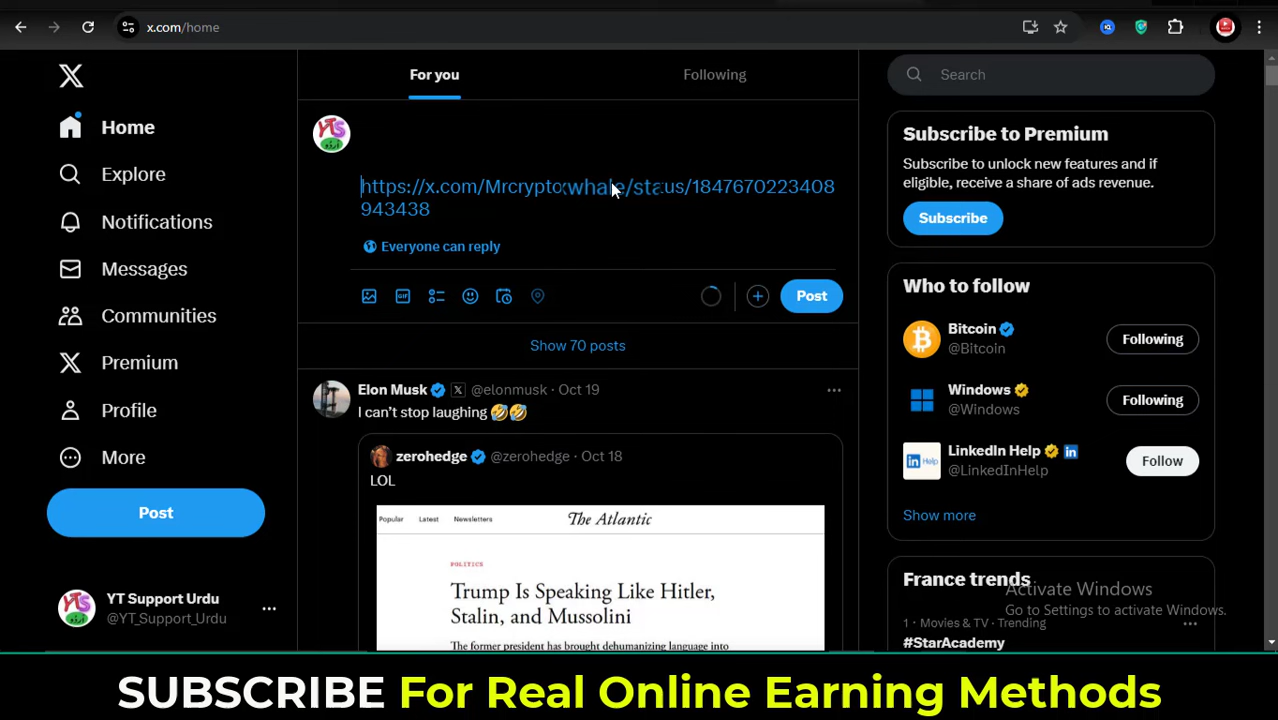 x.com/home
For you
Following
Search
Home
Explore
Notifications
Messages
Communities
Premium
Profile
More
Post
YT Support Urdu
@YT_Support_Urdu
https://x.com/Mrcryptoxwhale/status/1847670223408
943438
Everyone can reply
GIF
Post
Show 70 posts
Elon Musk @elonmusk · Oct 19
I can't stop laughing 🤣🤣
zerohedge @zerohedge · Oct 18
LOL
Popular Latest Newsletters The Atlantic
POLITICS
Trump Is Speaking Like Hitler,
Stalin, and Mussolini
The former president has brought dehumanizing language into
Subscribe to Premium
Subscribe to unlock new features and if
eligible, receive a share of ads revenue.
Subscribe
Who to follow
Bitcoin
@Bitcoin
Following
Windows
@Windows
Following
LinkedIn Help
@LinkedInHelp
Follow
Show more
France trends
1 · Movies & TV · Trending
#StarAcademy
Activate Windows
Go to Settings to activate Windows.
SUBSCRIBE For Real Online Earning Methods